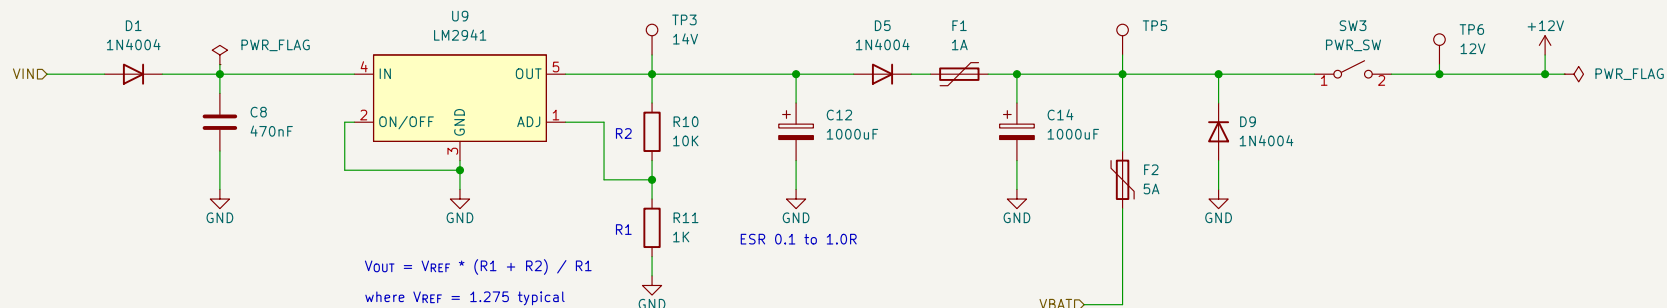 D1
1N4004
VIN
PWR_FLAG
C8
470nF
GND
U9
LM2941
4
IN
OUT
5
2
ON/OFF
GND
ADJ
1
3
GND
TP3
14V
R2
R10
10K
R1
R11
1K
GND
VOUT = VREF * (R1 + R2) / R1
where VREF = 1.275 typical
C12
1000uF
GND
ESR 0.1 to 1.0R
D5
1N4004
F1
1A
C14
1000uF
GND
TP5
F2
5A
VBAT
D9
1N4004
GND
SW3
PWR_SW
1
2
TP6
12V
+12V
PWR_FLAG